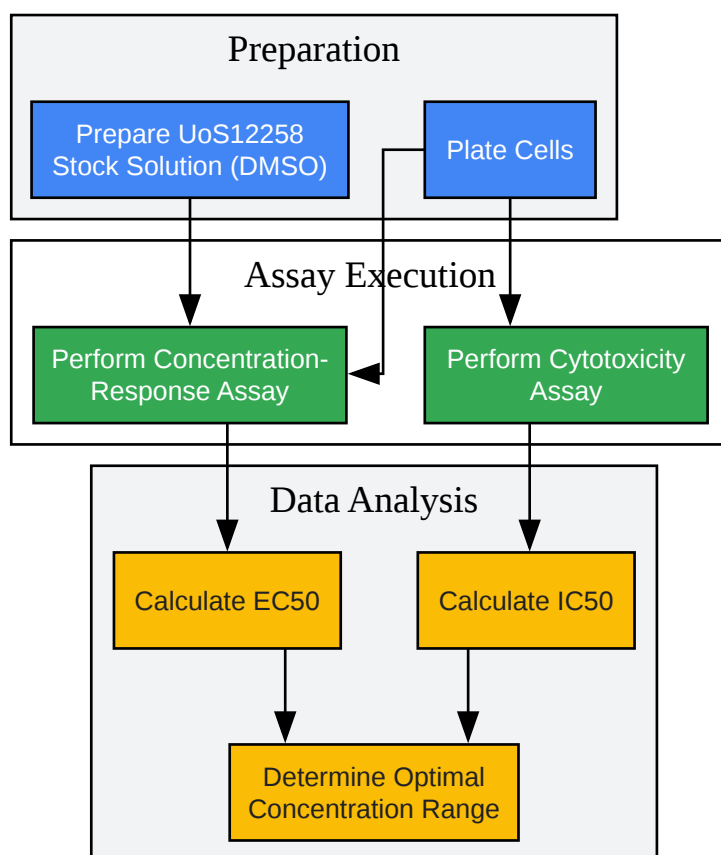 Preparation
Prepare UoS12258
Stock Solution (DMSO)
Plate Cells
Assay Execution
Perform Concentration-
Response Assay
Perform Cytotoxicity
Assay
Data Analysis
Calculate EC50
Calculate IC50
Determine Optimal
Concentration Range